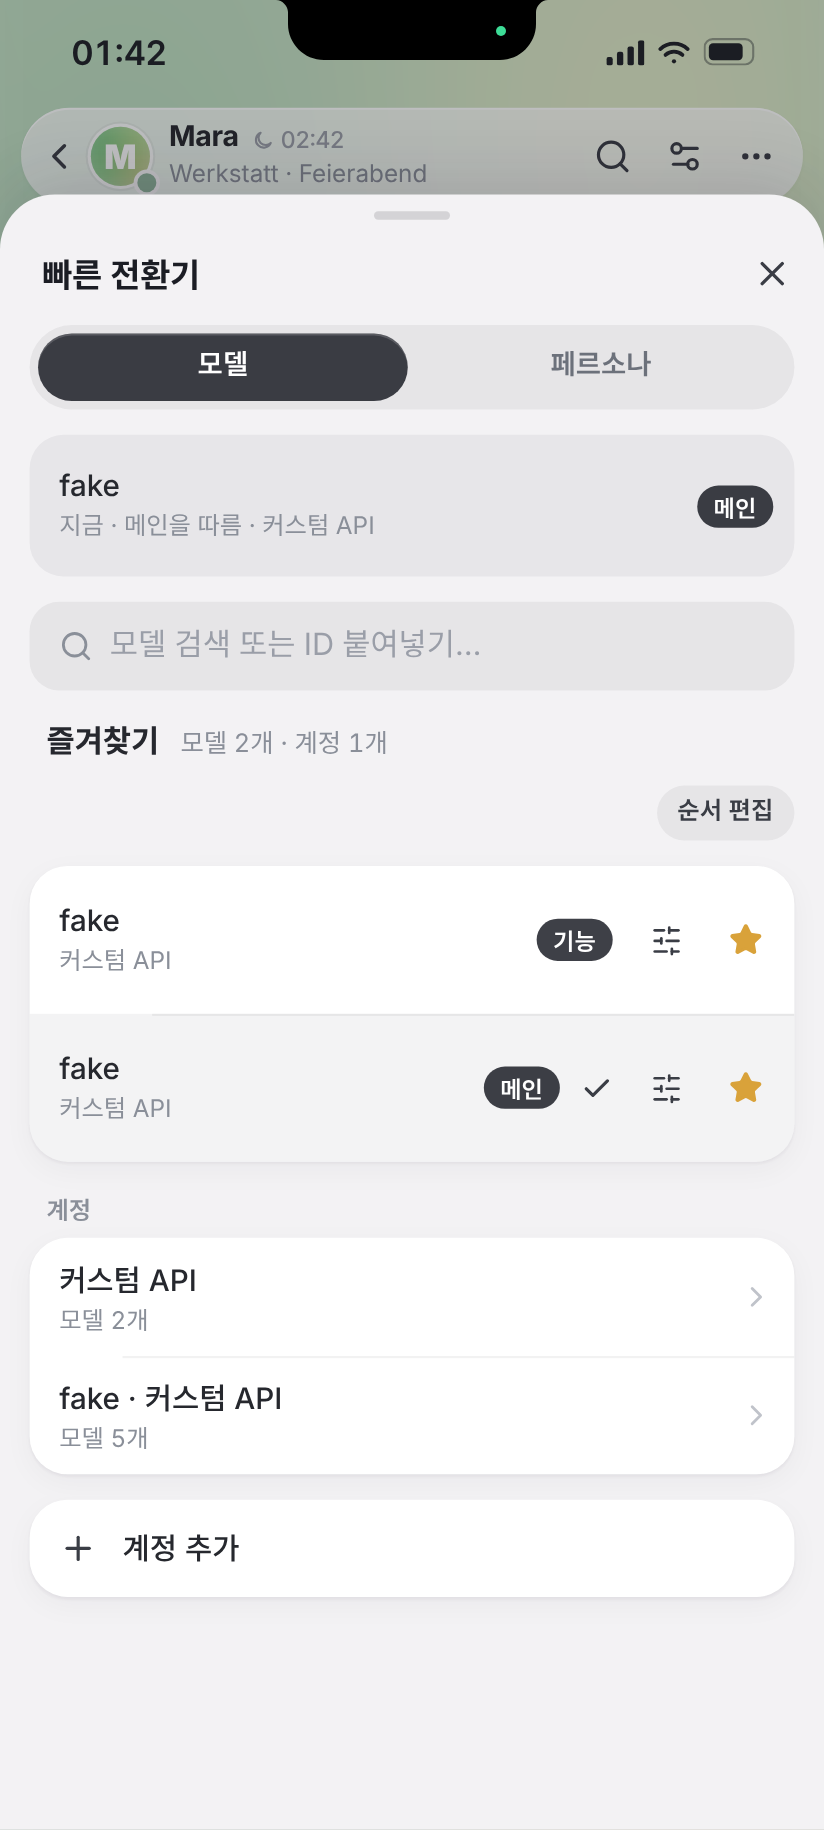 01:42
M
Mara 02:42
Werkstatt · Feierabend
빠른 전환기
모델
페르소나
fake
지금 · 메인을 따름 · 커스텀 API
메인
모델 검색 또는 ID 붙여넣기...
즐겨찾기 모델 2개 · 계정 1개
순서 편집
fake
커스텀 API
기능
fake
커스텀 API
메인
계정
커스텀 API
모델 2개
fake · 커스텀 API
모델 5개
계정 추가